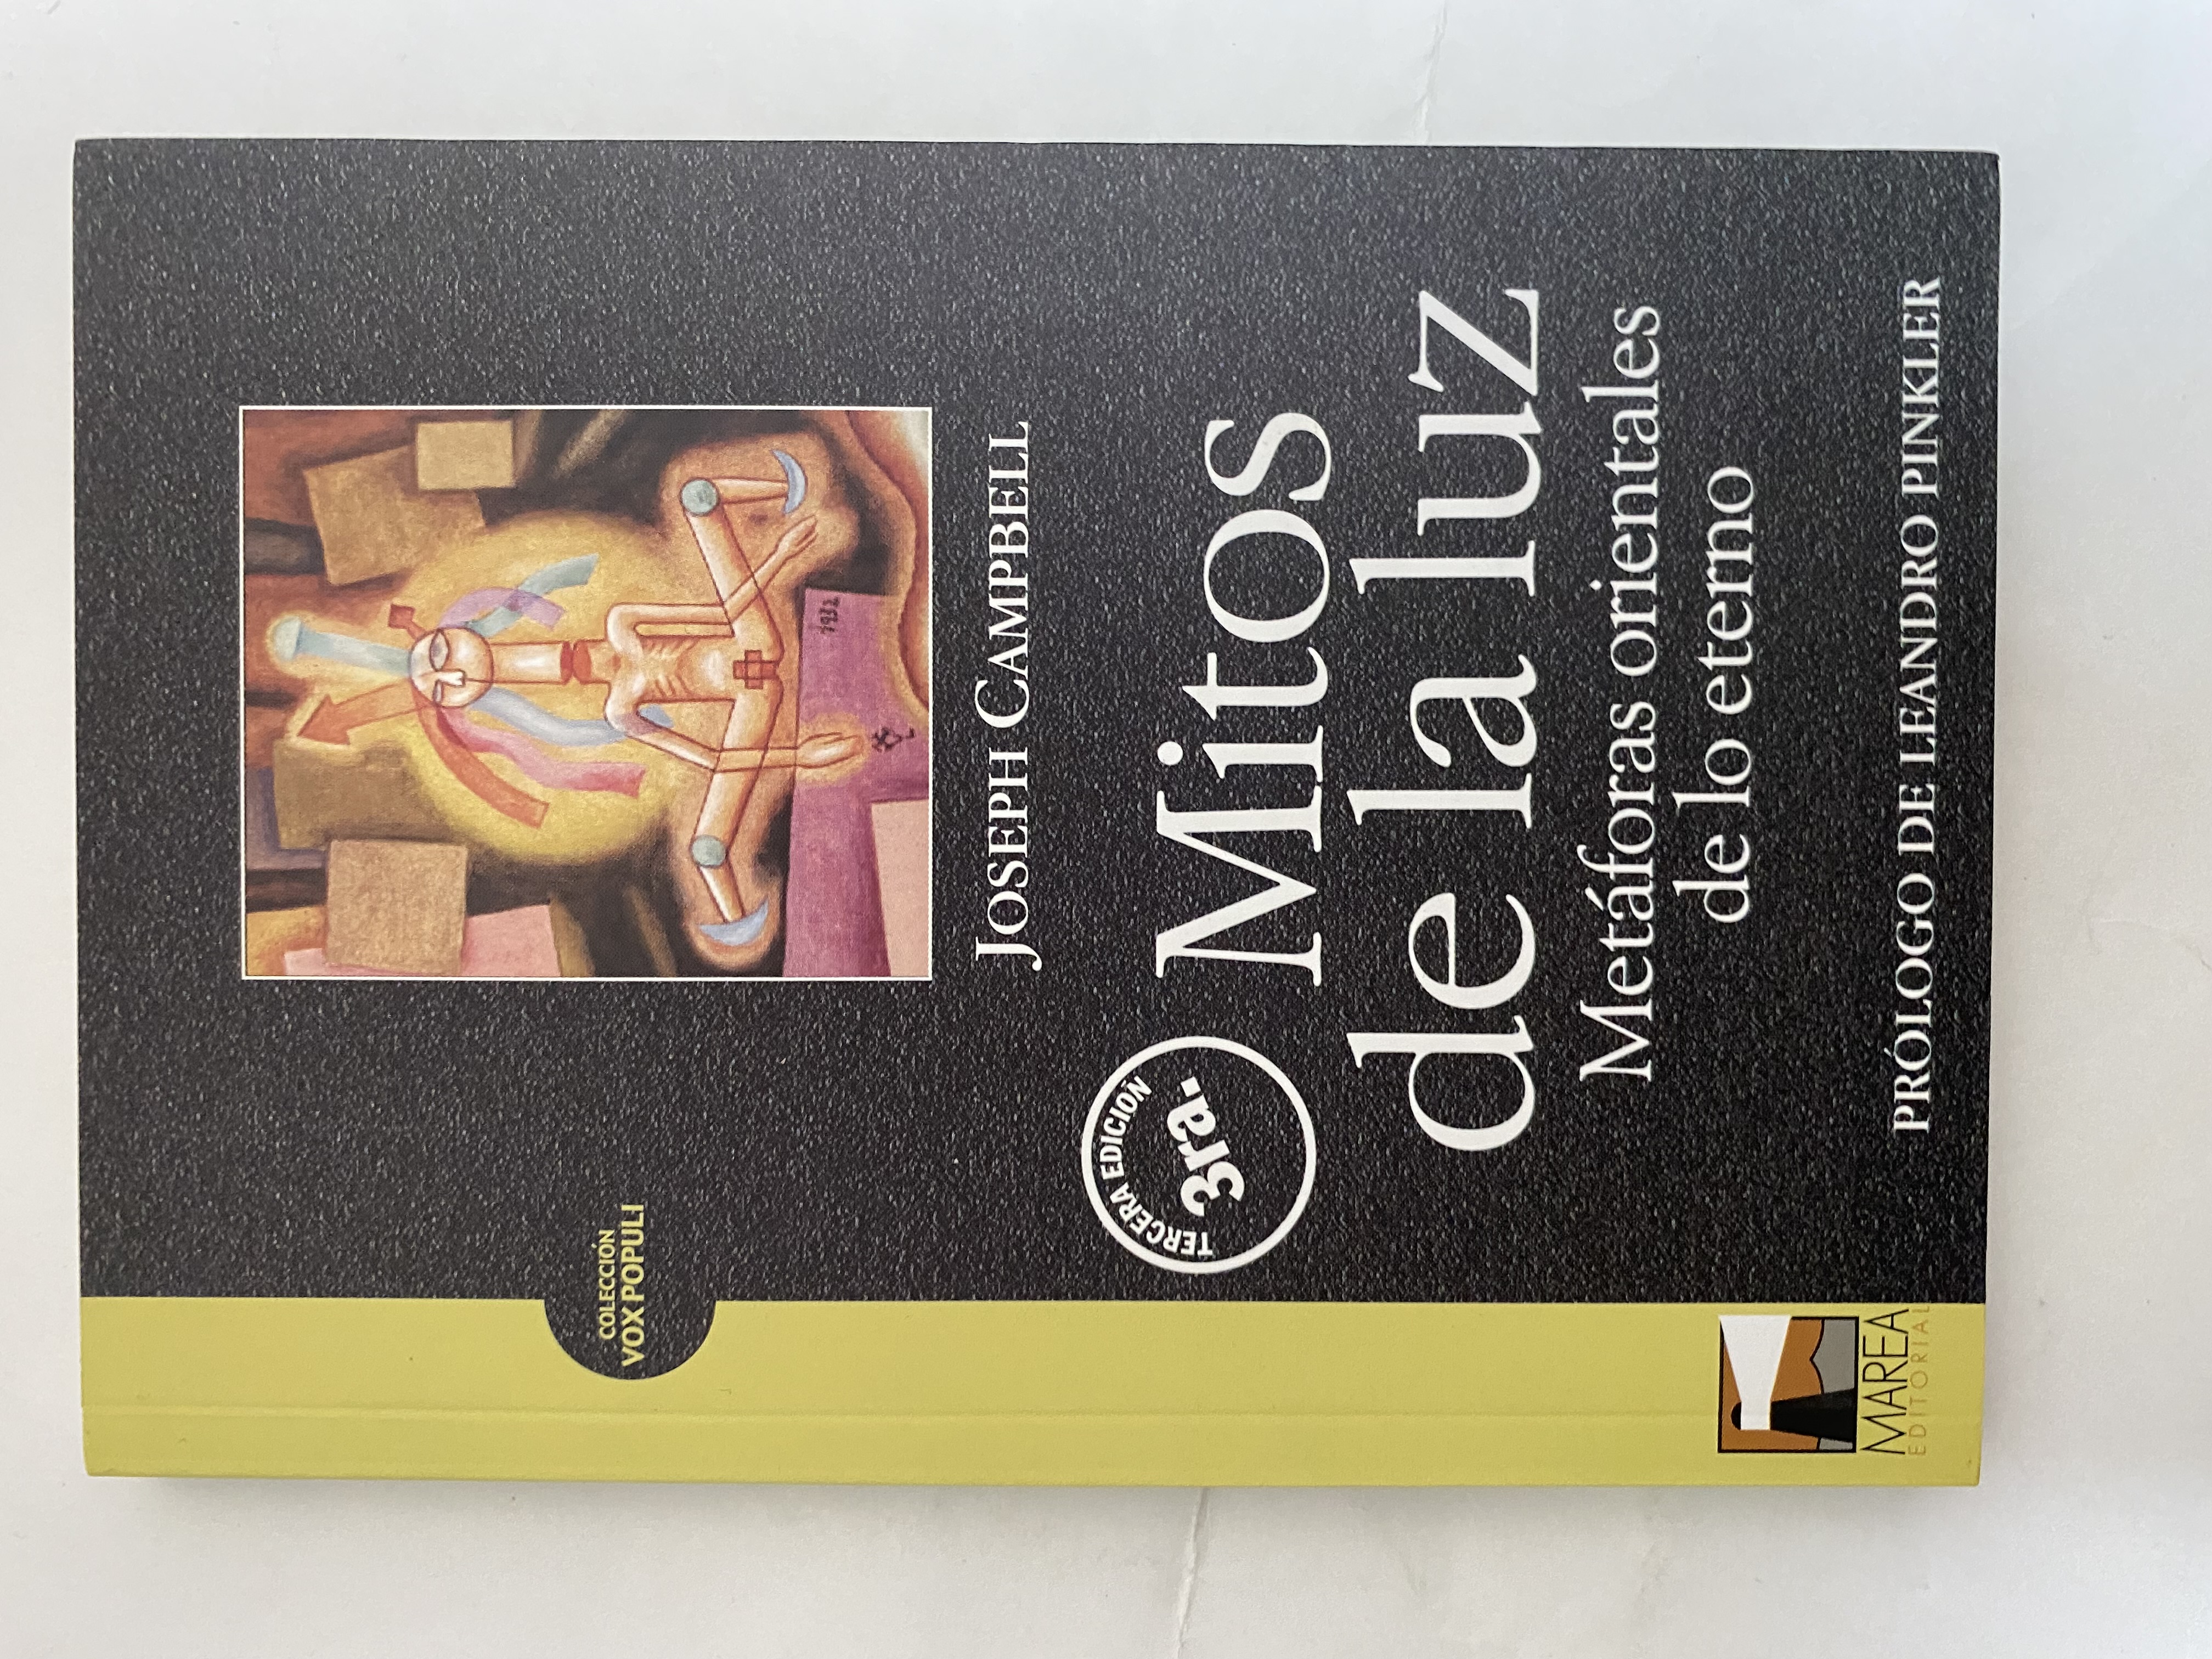 1932
JOSEPH CAMPBELL
COLECCIÓN
VOX POPULI
TERCERA EDICION
3ra.
Mitos
de la luz
Metáforas orientales
de lo eterno
PRÓLOGO DE LEANDRO PINKLER
MAREA
EDITORIAL